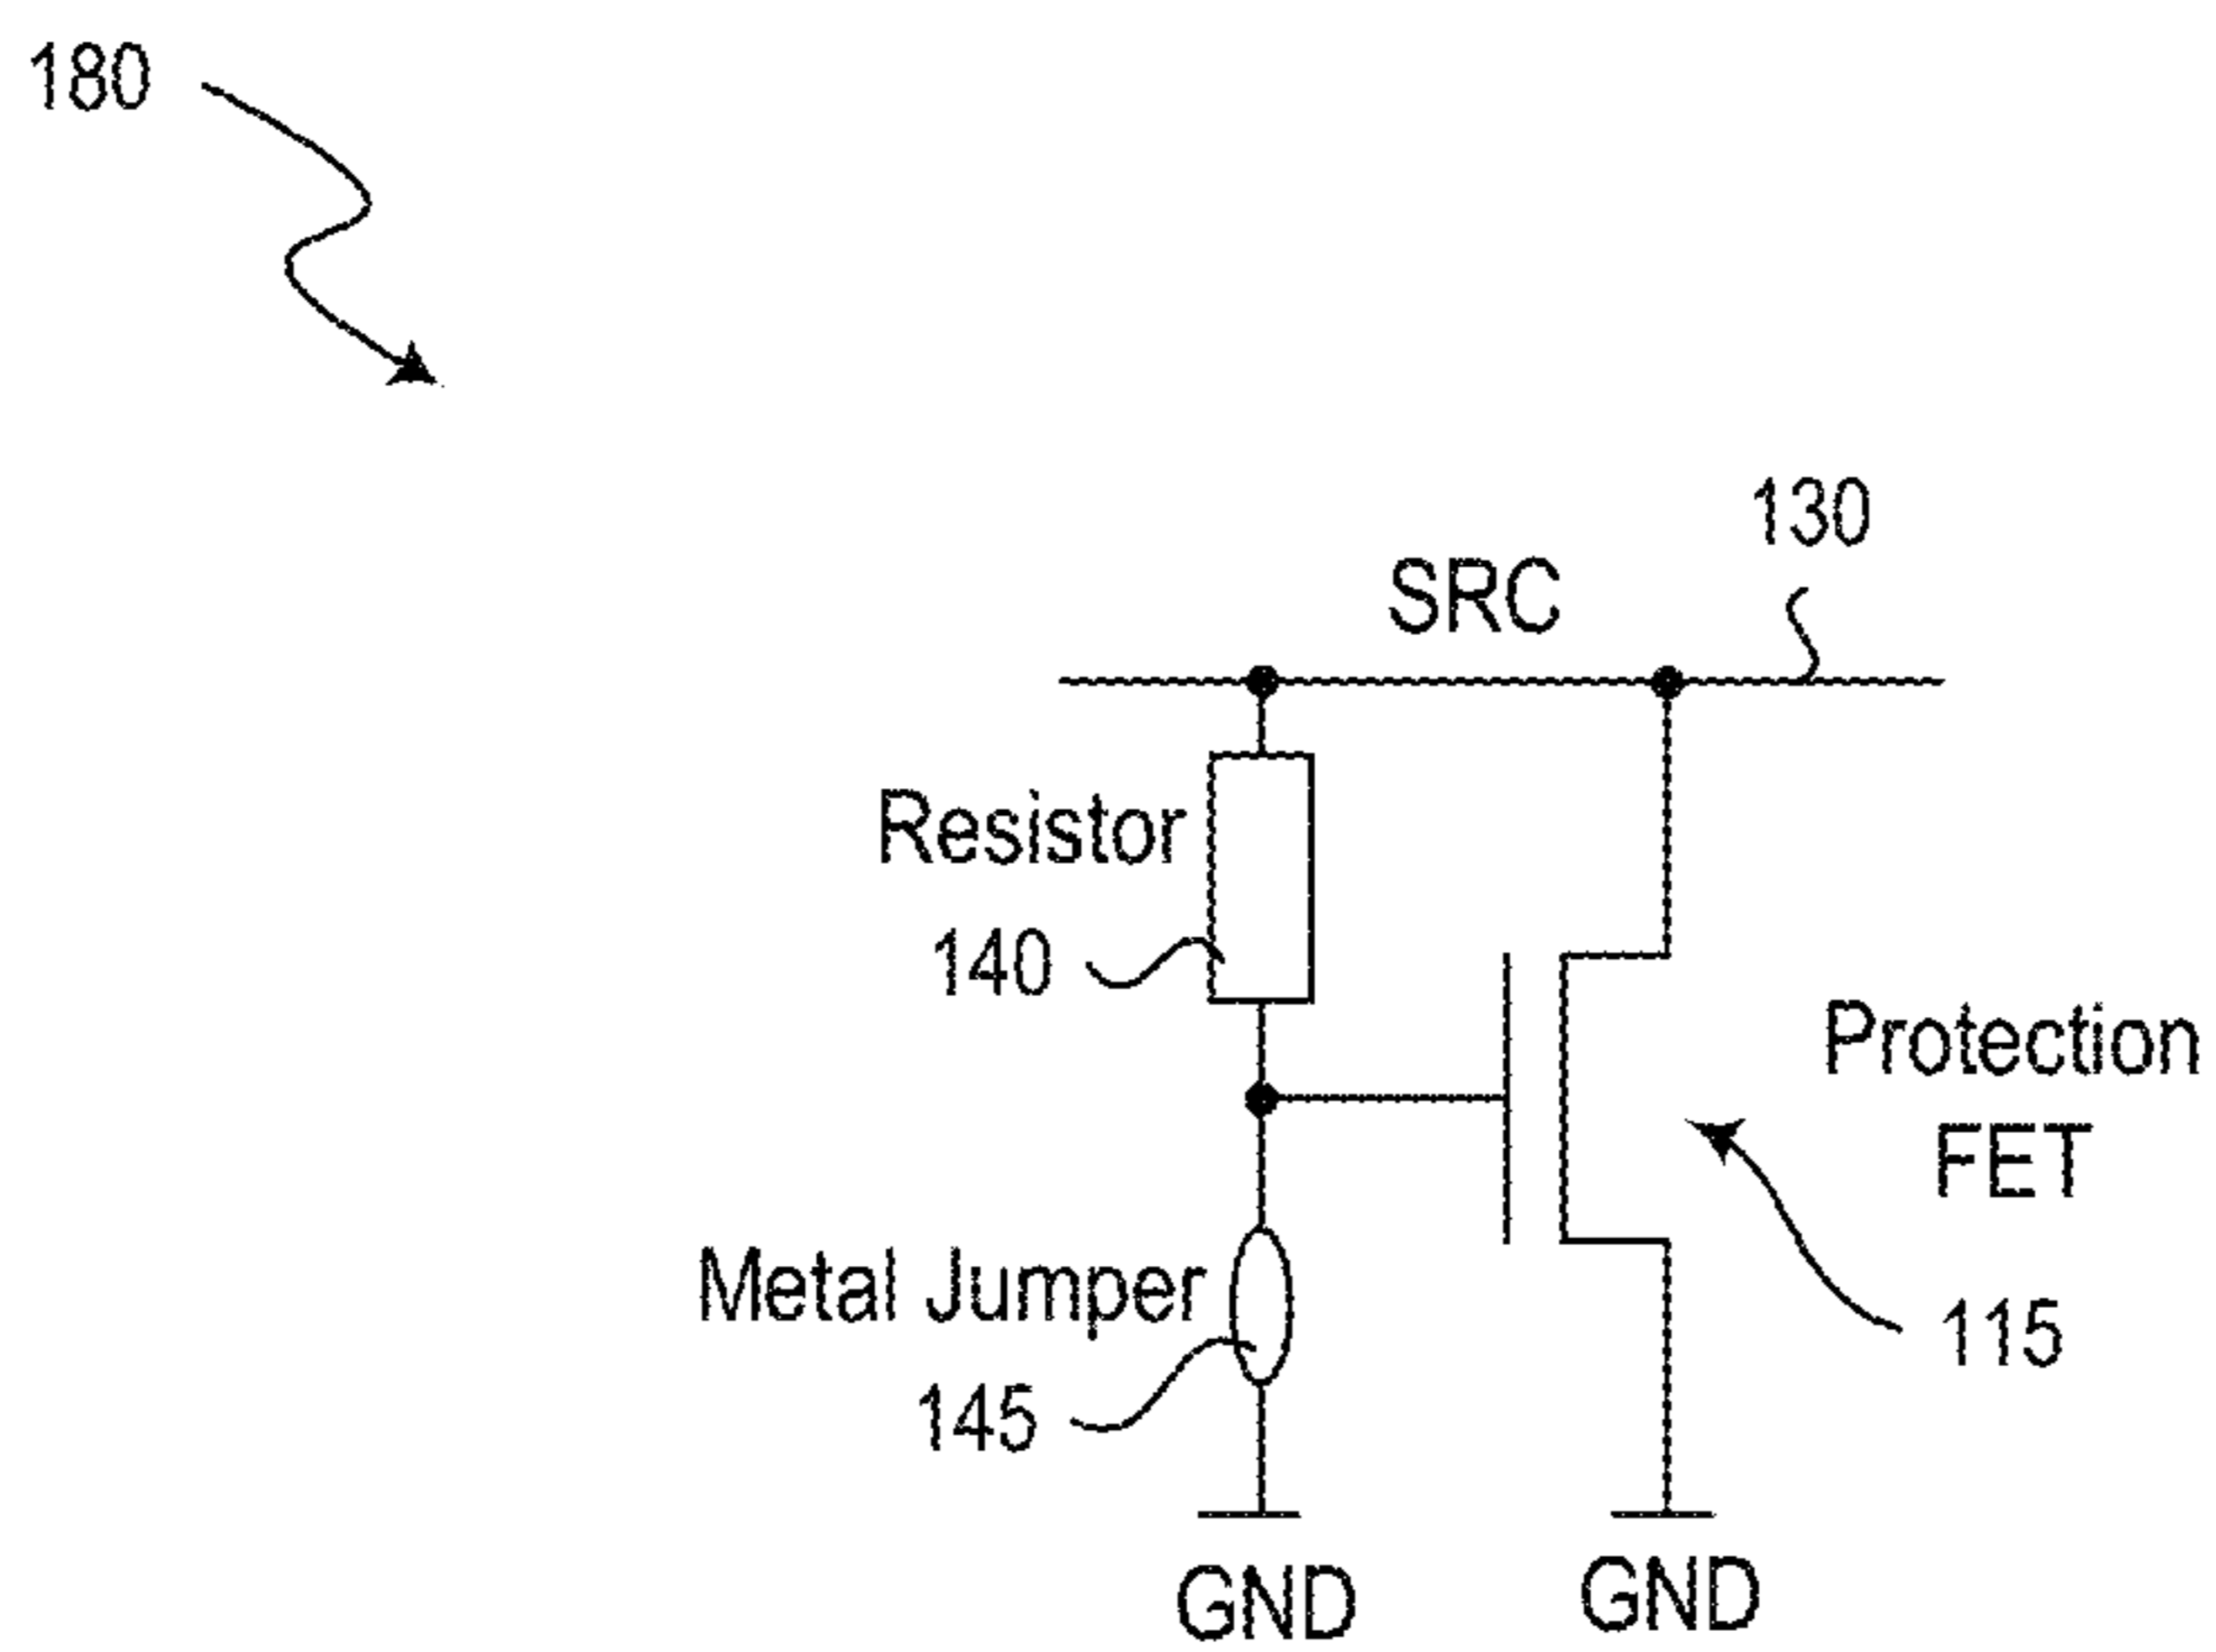 180
130
SRC
Resistor
140
Protection
FET
Metal Jumper
115
145
GND
GND